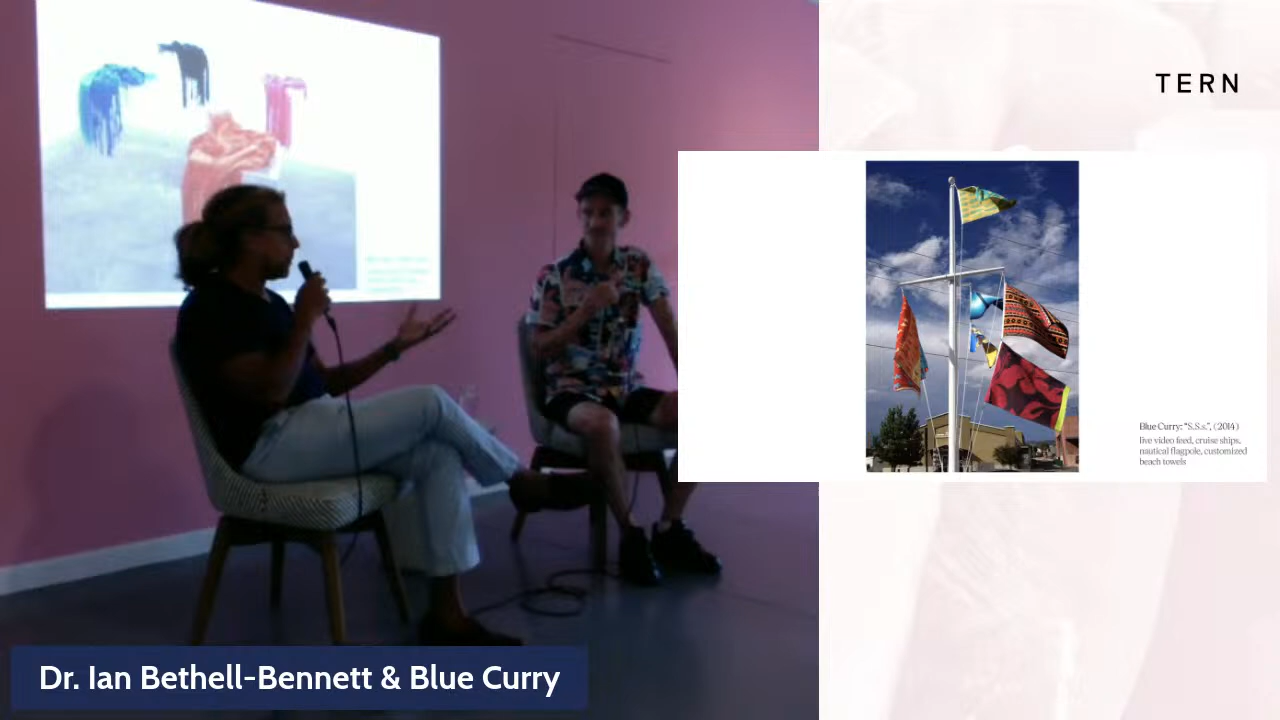 TERN
Blue Curry: "S.S.s.", (2014)
live video feed, cruise ships,
nautical flagpole, customized
beach towels
Dr. Ian Bethell-Bennett & Blue Curry